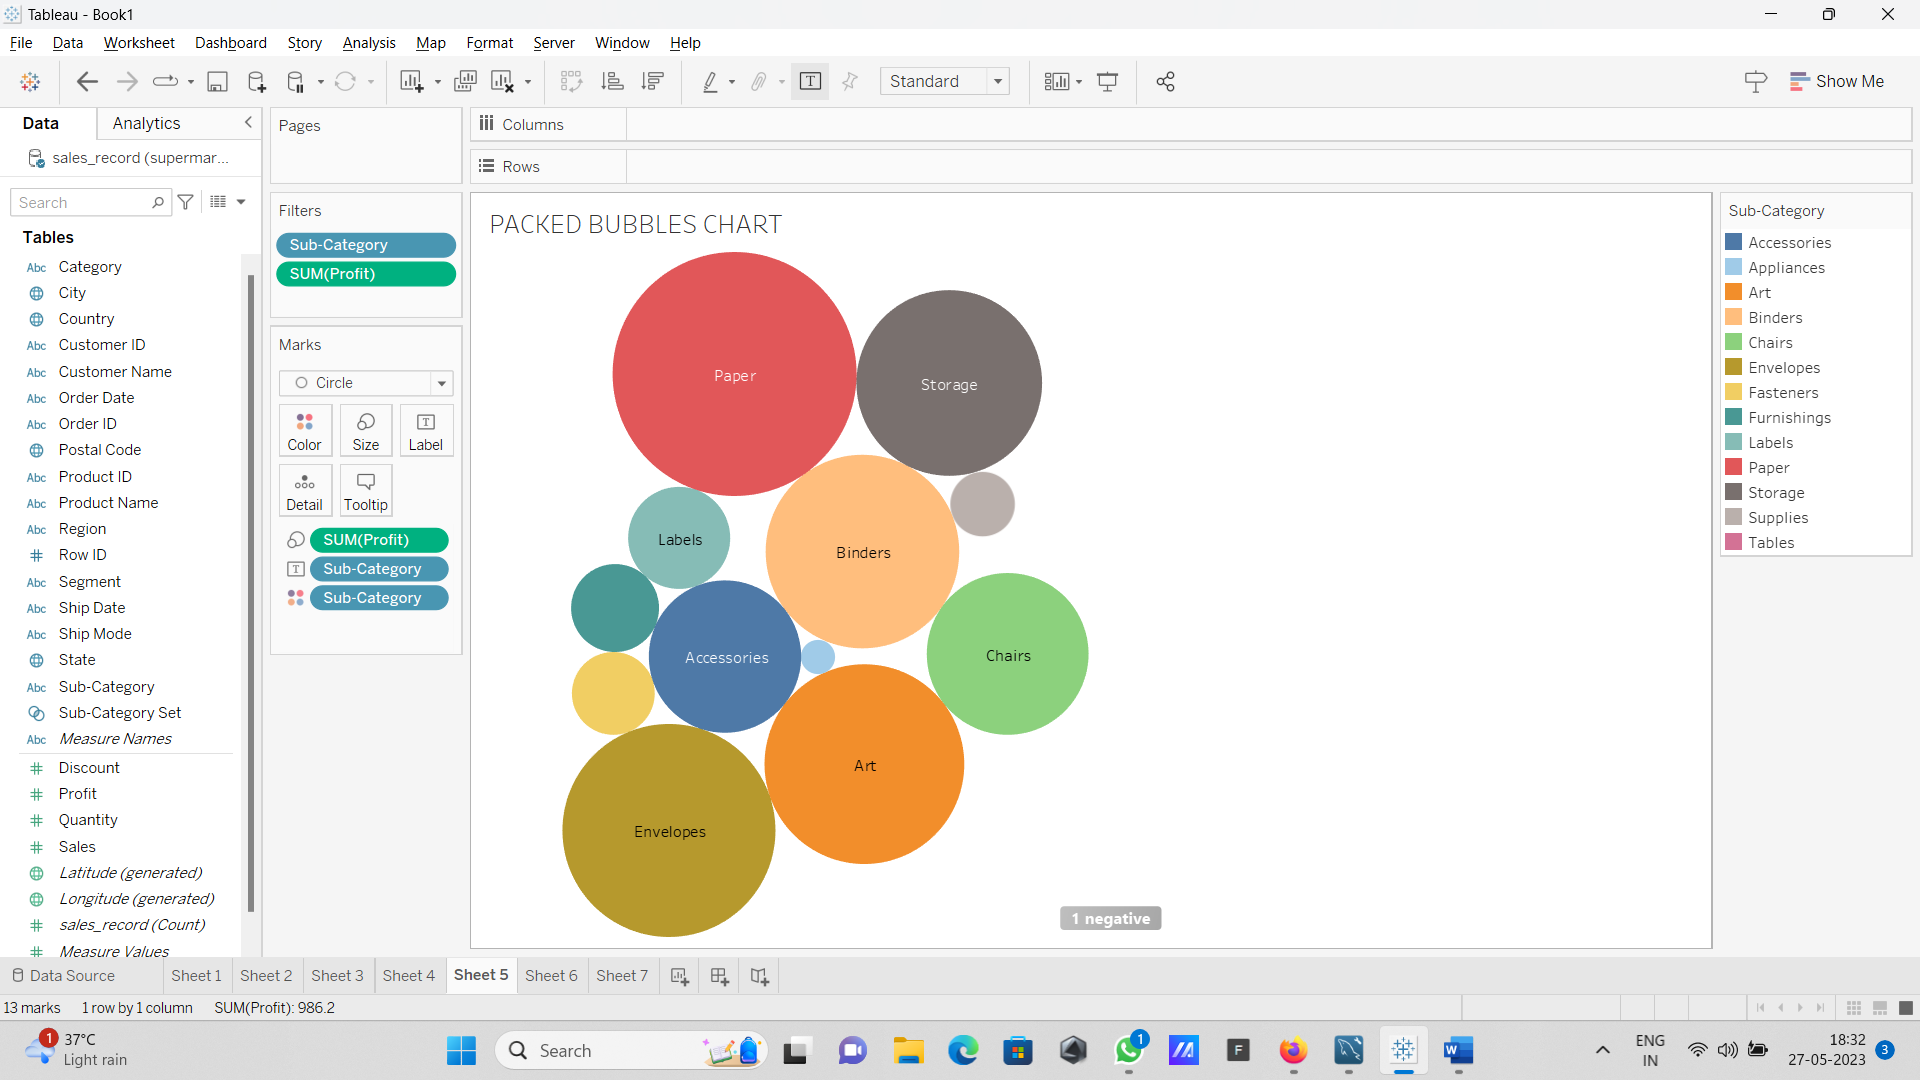 Tableau - Book1
File Data Worksheet Dashboard Story Analysis Map Format Server Window Help
Standard
Show Me
Data Analytics
sales_record (supermar...
Search
Tables
Abc Category
City
Country
Abc Customer ID
Abc Customer Name
Abc Order Date
Abc Order ID
Postal Code
Abc Product ID
Abc Product Name
Abc Region
Row ID
Abc Segment
Abc Ship Date
Abc Ship Mode
State
Abc Sub-Category
Sub-Category Set
Abc Measure Names
Discount
Profit
Quantity
Sales
Latitude (generated)
Longitude (generated)
sales_record (Count)
Measure Values
Pages
Filters
Sub-Category
SUM(Profit)
Marks
Circle
Color Size Label
Detail Tooltip
SUM(Profit)
Sub-Category
Sub-Category
Columns
Rows
PACKED BUBBLES CHART
Paper
Storage
Labels
Binders
Accessories
Chairs
Art
Envelopes
1 negative
Sub-Category
Accessories
Appliances
Art
Binders
Chairs
Envelopes
Fasteners
Furnishings
Labels
Paper
Storage
Supplies
Tables
Data Source Sheet 1 Sheet 2 Sheet 3 Sheet 4 Sheet 5 Sheet 6 Sheet 7
13 marks 1 row by 1 column SUM(Profit): 986.2
1
37°C
Light rain
Search
1
F
W
ENG
IN
18:32
27-05-2023
3